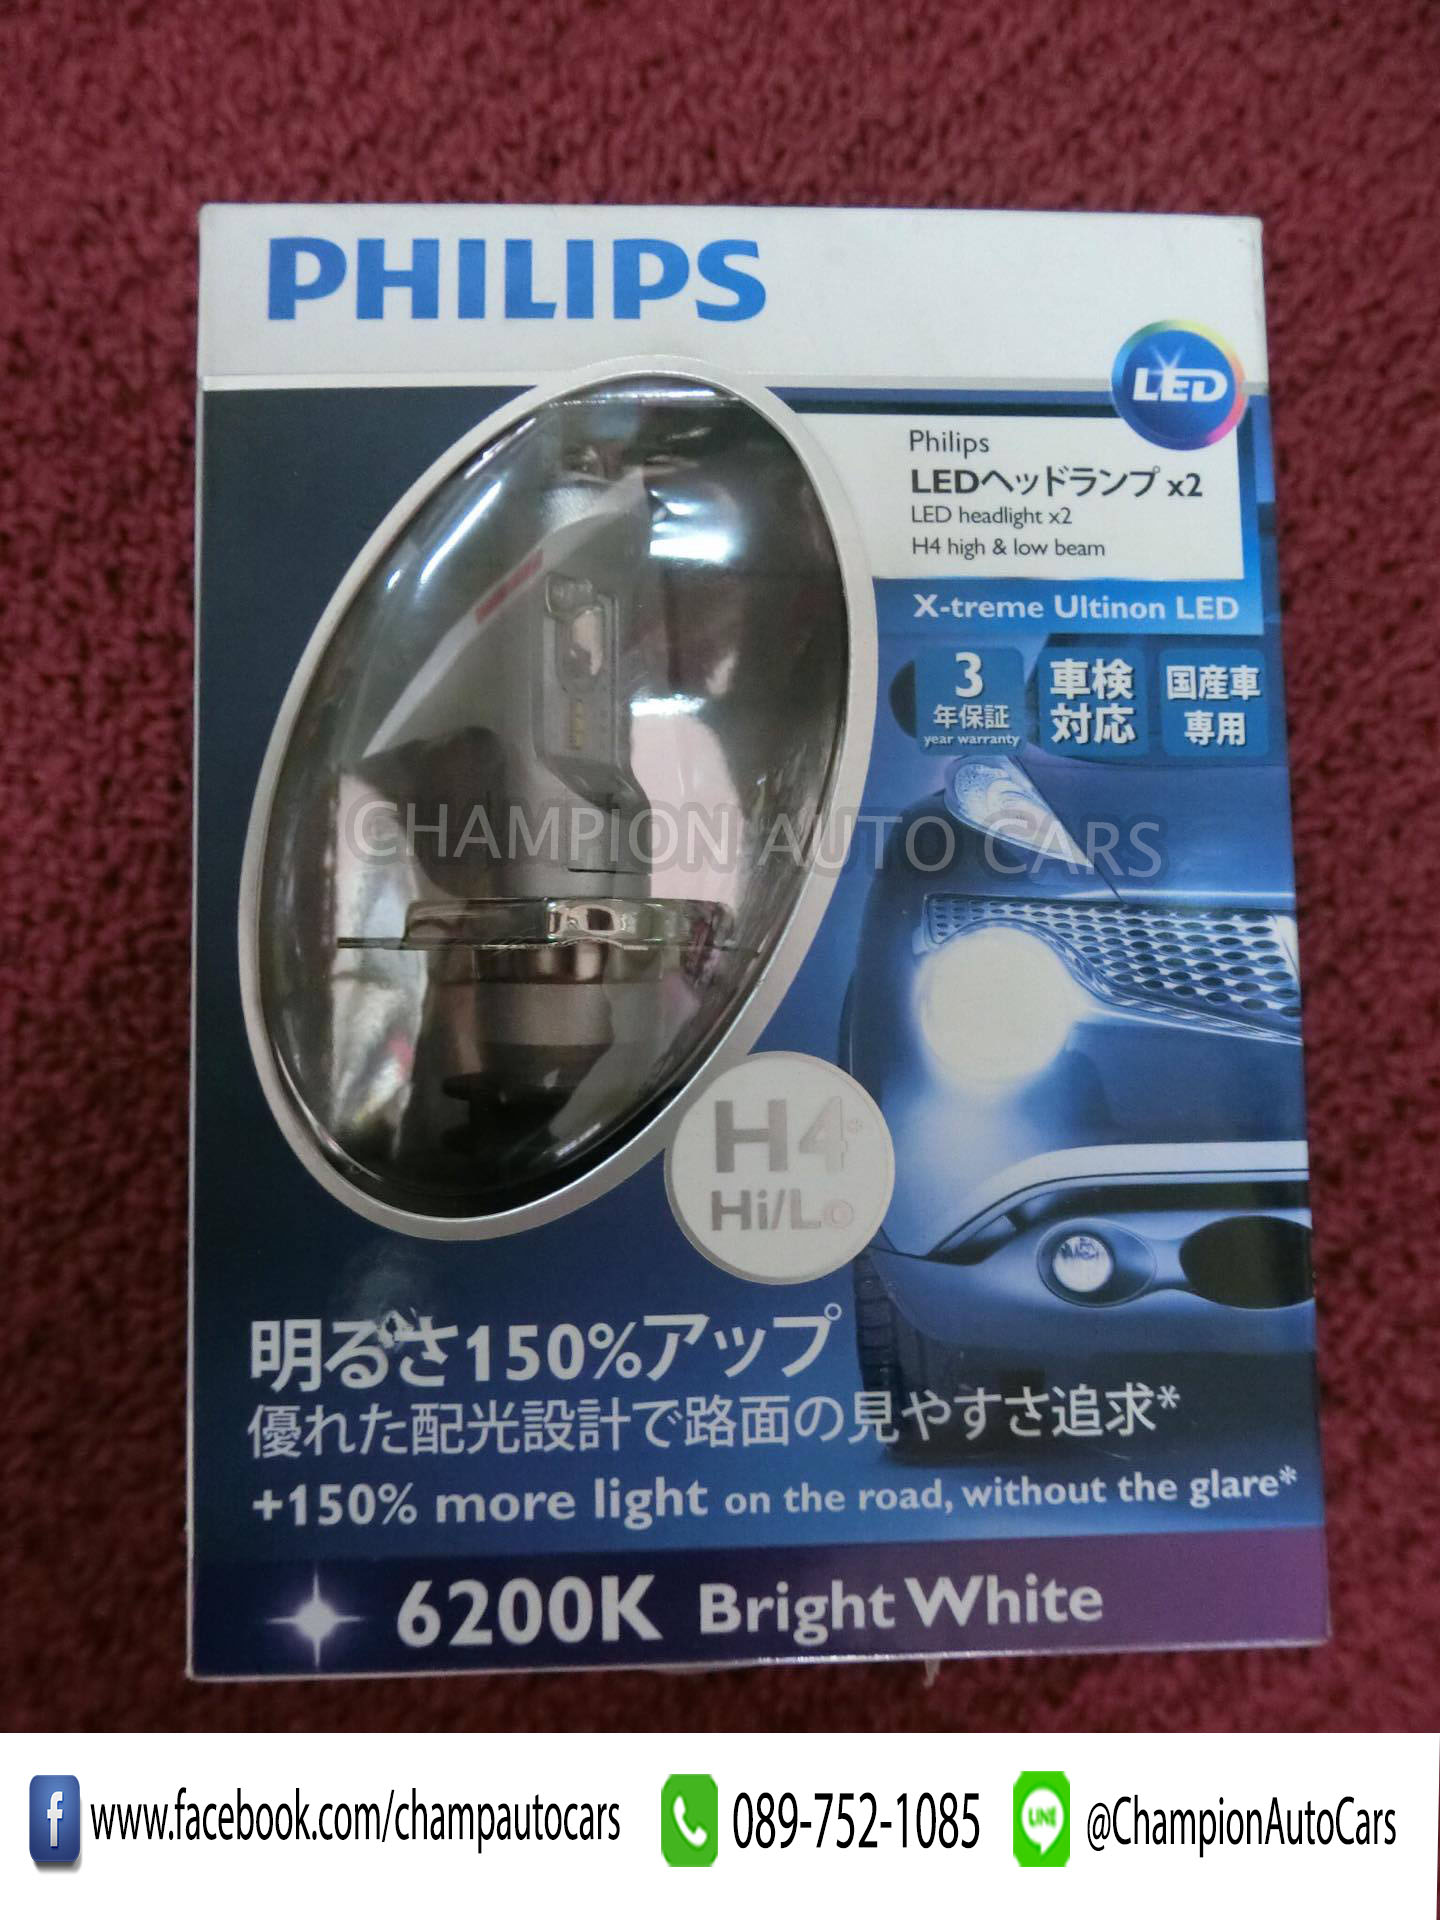 PHILIPS
LED
Philips
LEDヘッドランプ x2
LED headlight x2
H4 high & low beam
X-treme Ultinon LED
3
年保証
year warranty
車検
対応
国産車
専用
CHAMPION AUTO CARS
H4*
Hi/Lo
明るさ150%アップ
優れた配光設計で路面の見やすさ追求*
+150% more light on the road, without the glare*
6200K Bright White
www.facebook.com/champautocars
089-752-1085
LINE
@ChampionAutoCars